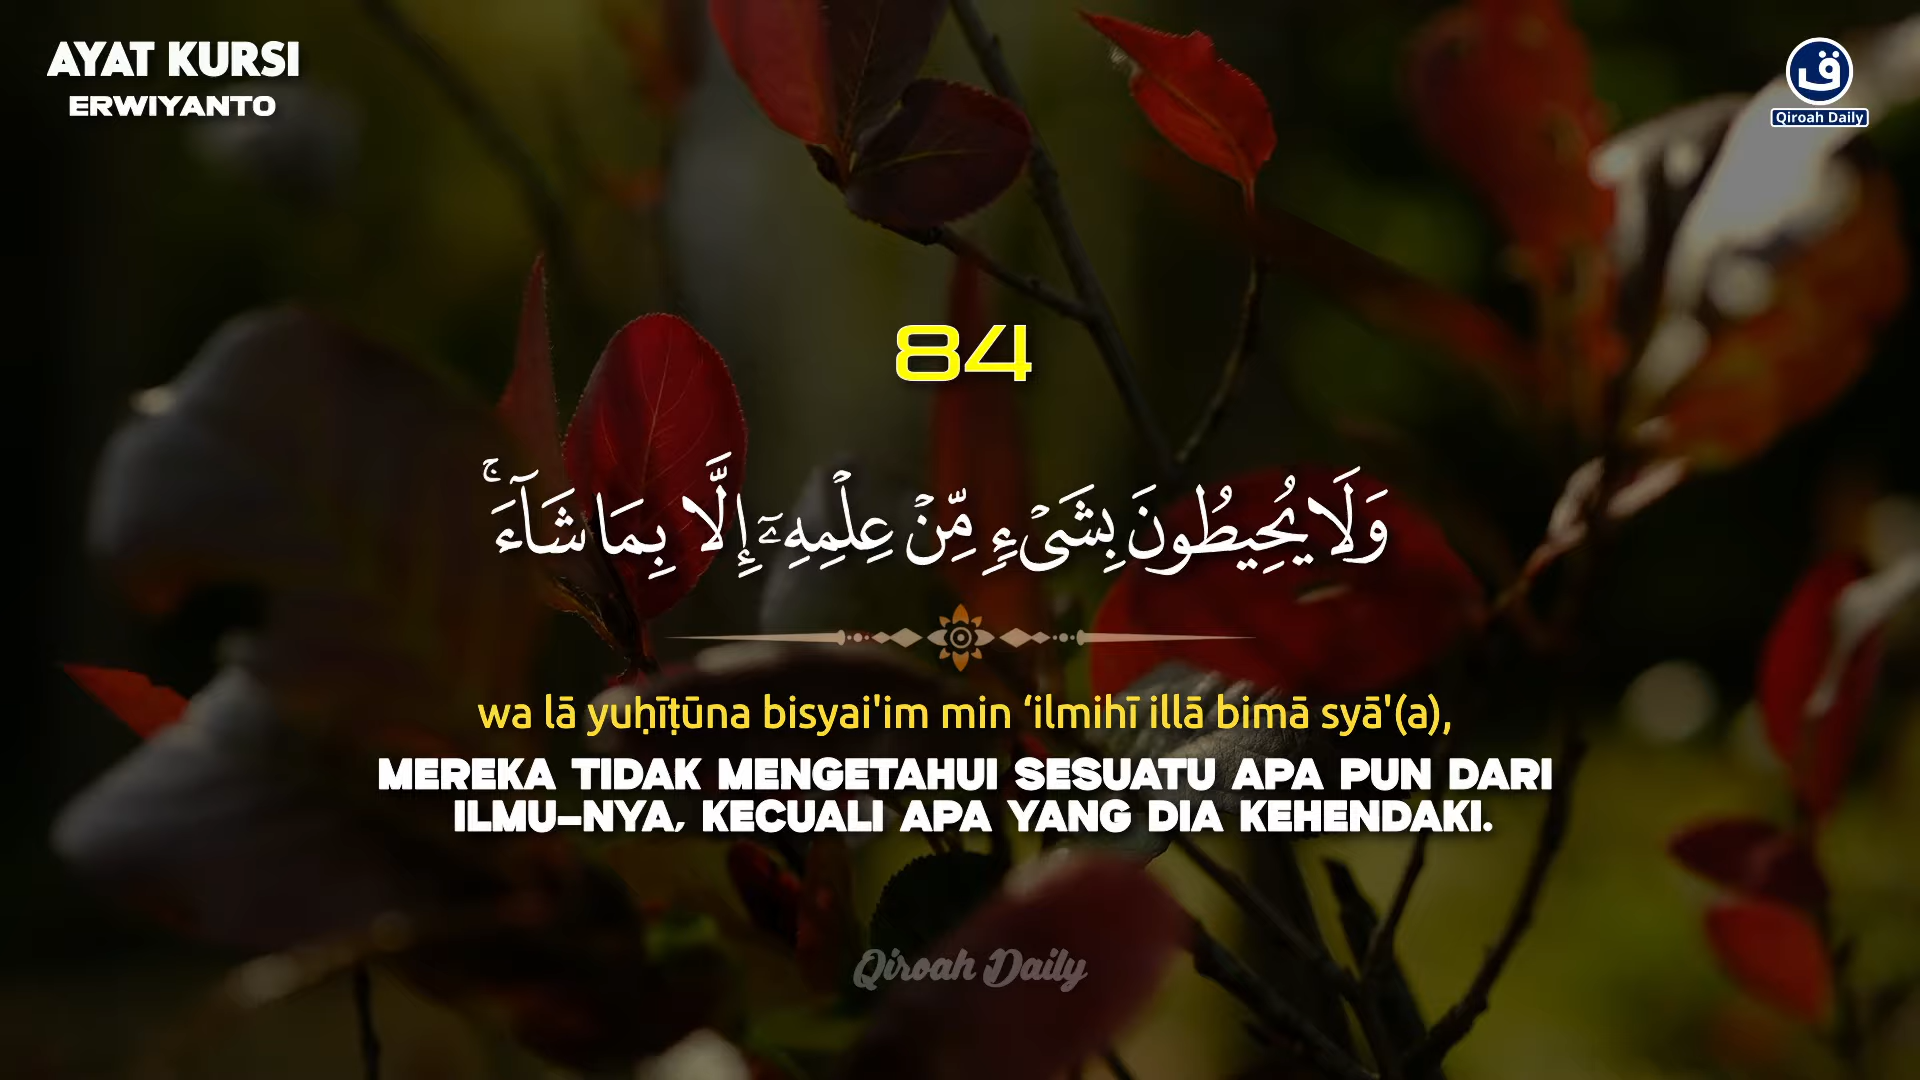 AYAT KURSI
ERWIYANTO
ق
Qiroah Daily
84
وَلَا يُحِيطُونَ بِشَىْءٍ مِّنْ عِلْمِهِۦٓ إِلَّا بِمَا شَآءَ ۚ
wa lā yuḥīṭūna bisyai'im min ‘ilmihī illā bimā syā'(a),
MEREKA TIDAK MENGETAHUI SESUATU APA PUN DARI
ILMU-NYA, KECUALI APA YANG DIA KEHENDAKI.
Qiroah Daily